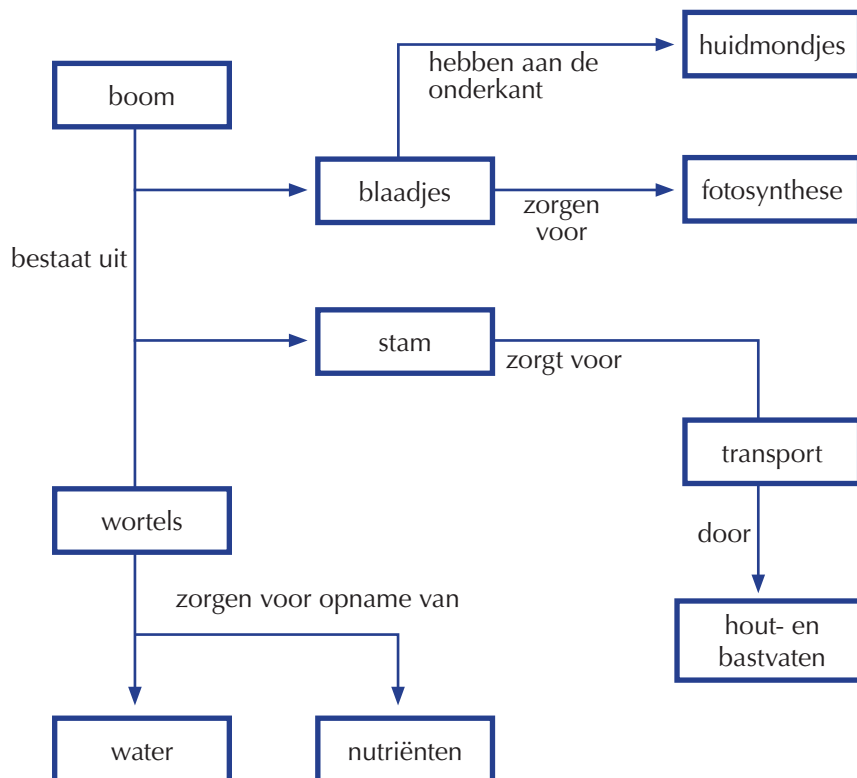 huidmondjes
hebben aan de
onderkant
boom
blaadjes
fotosynthese
zorgen
voor
bestaat uit
stam
zorgt voor
transport
wortels
door
zorgen voor opname van
hout- en
bastvaten
water
nutriënten